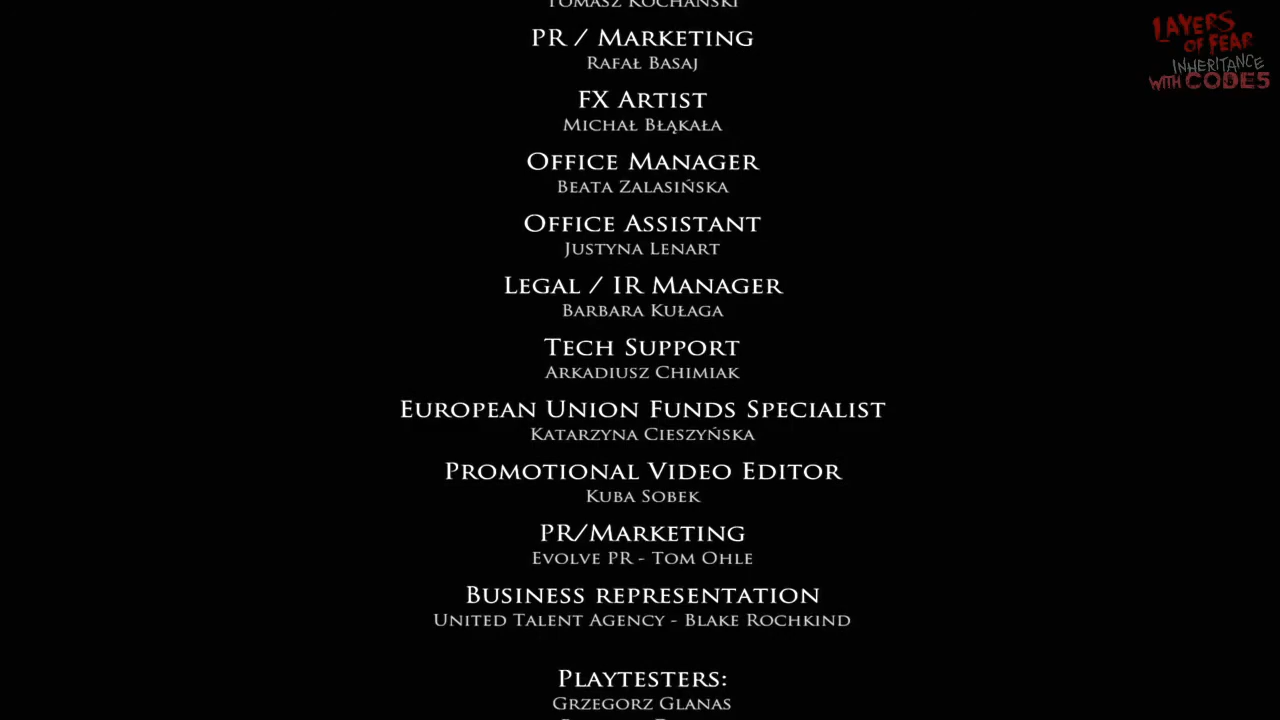 Tomasz Kochański
PR / Marketing
Rafał Basaj
FX Artist
Michał Błąkała
Office Manager
Beata Zalasińska
Office Assistant
Justyna Lenart
Legal / IR Manager
Barbara Kułaga
Tech Support
Arkadiusz Chimiak
European Union Funds Specialist
Katarzyna Cieszyńska
Promotional Video Editor
Kuba Sobek
PR/Marketing
Evolve PR - Tom Ohle
Business representation
United Talent Agency - Blake Rochkind
Playtesters:
Grzegorz Glanas
LAYERS
OF FEAR
INHERITANCE
WITH CODE5